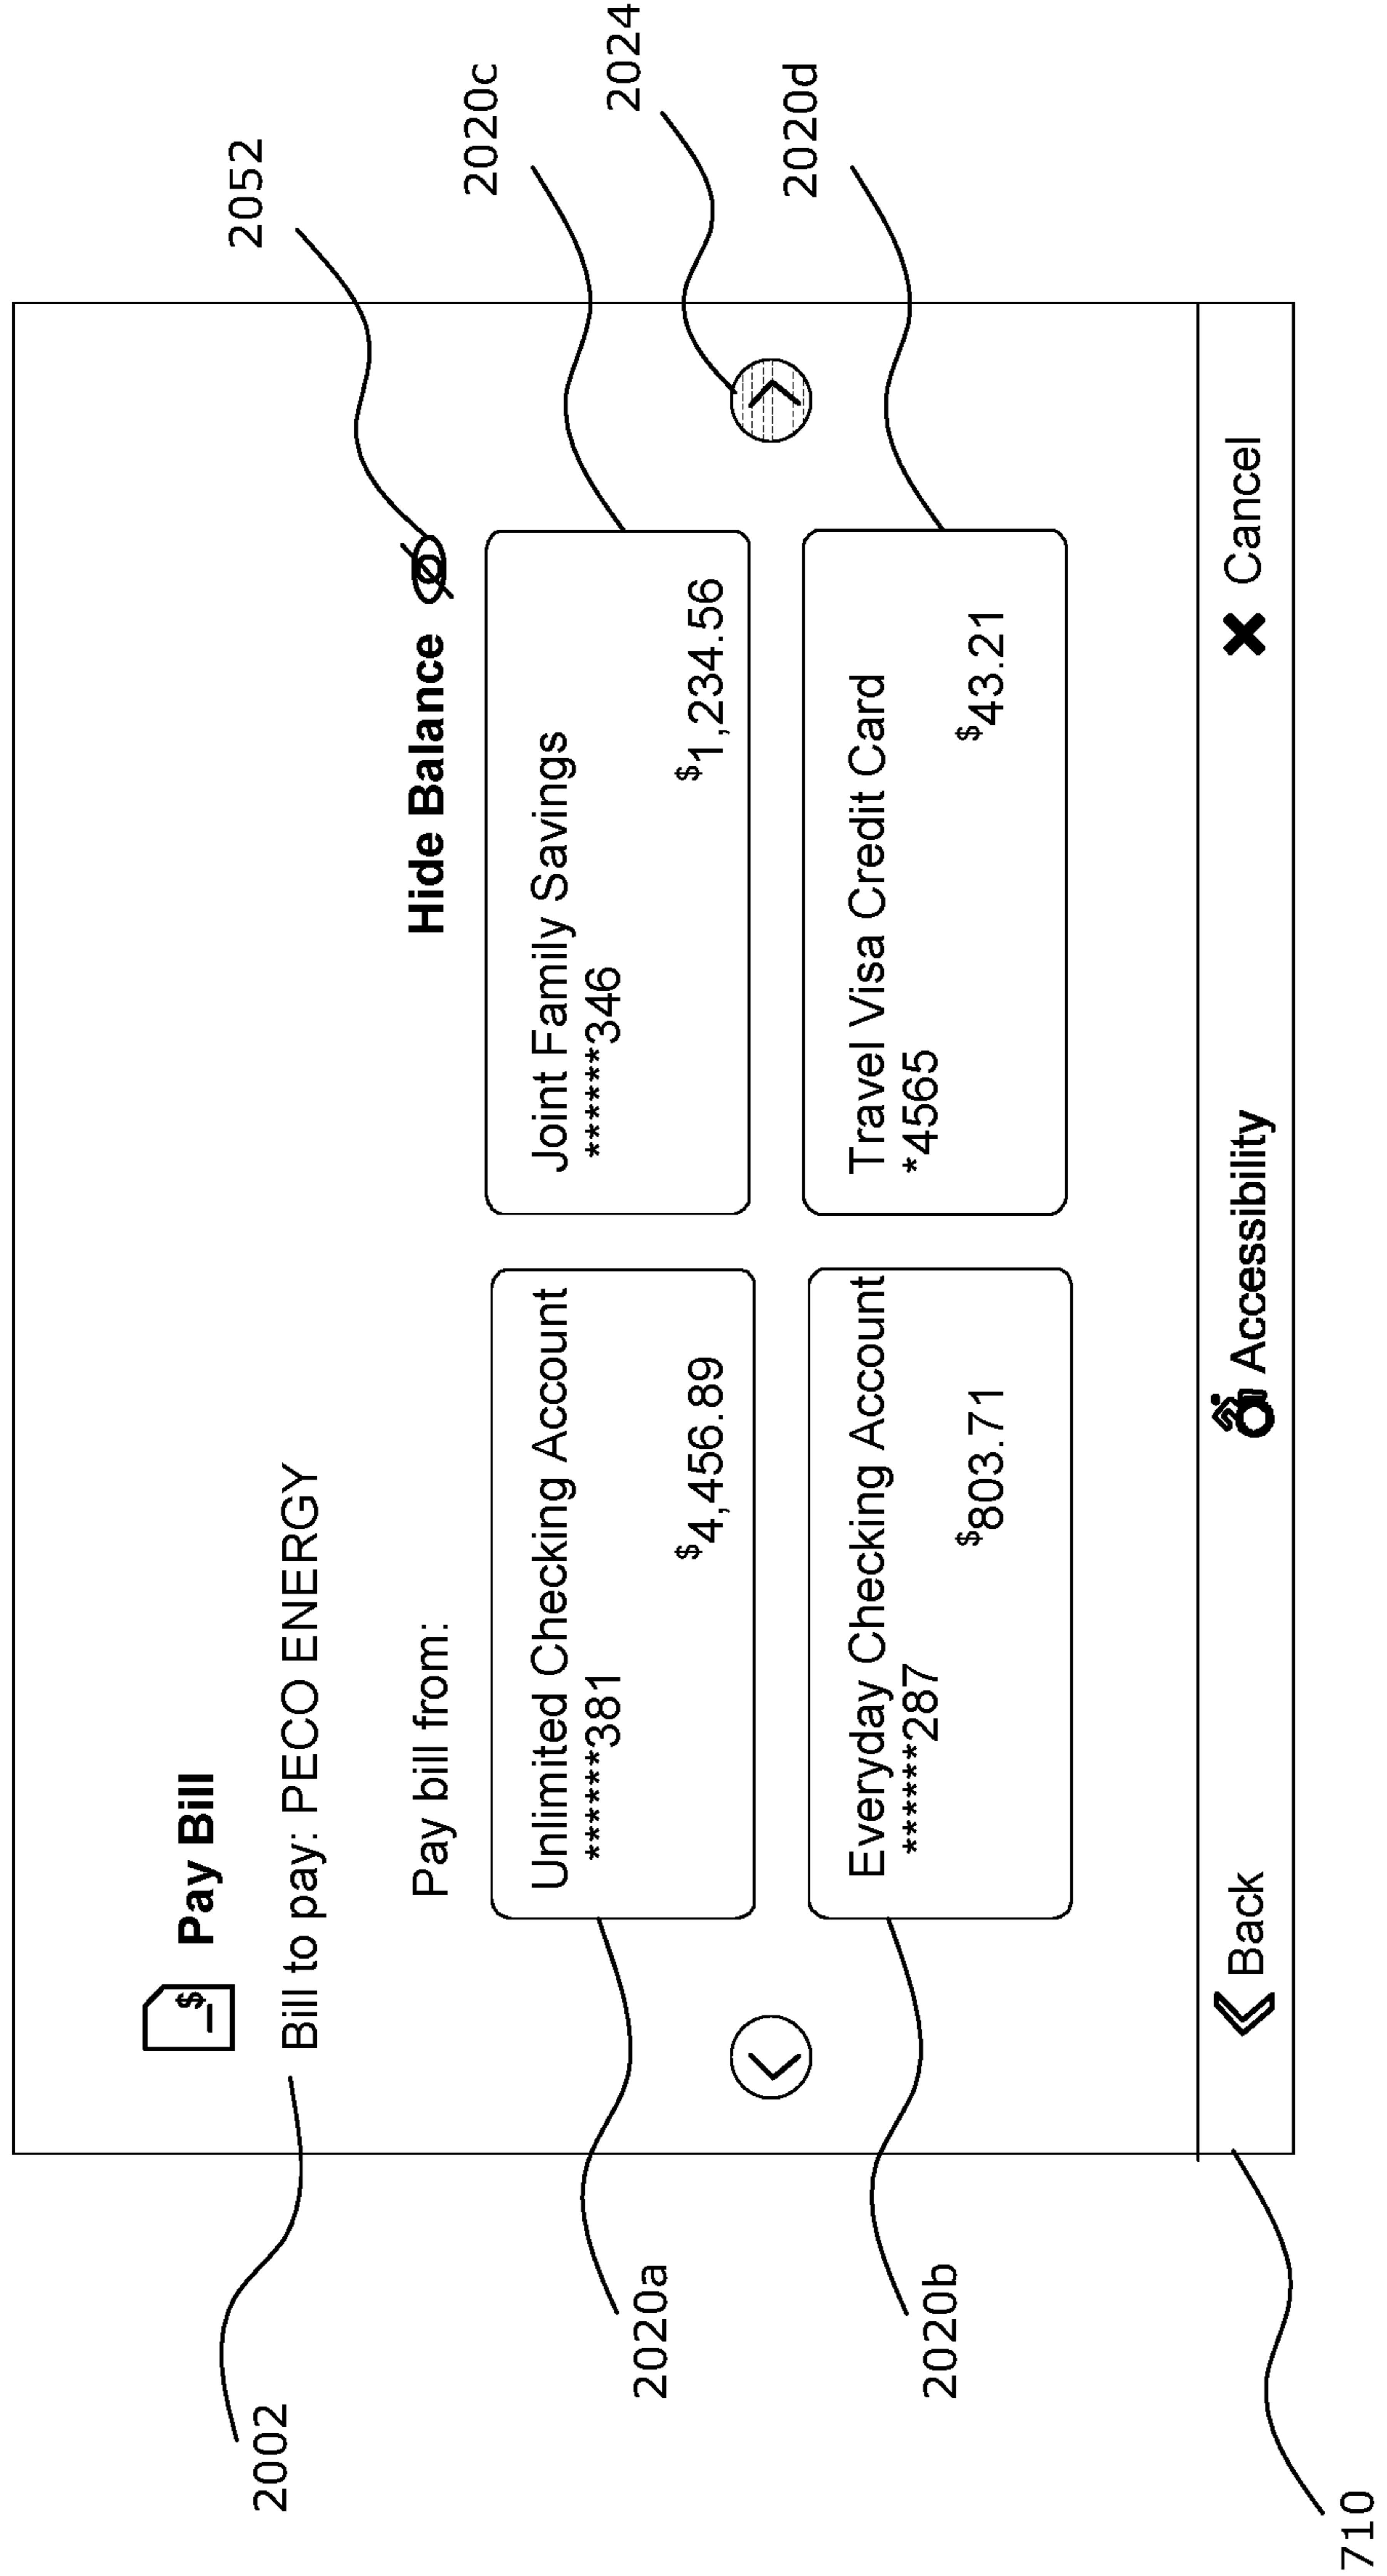 $
Pay Bill
2002
Bill to pay: PECO ENERGY
2052
Pay bill from:
Hide Balance
2020a
Unlimited Checking Account
******381
$4,456.89
Joint Family Savings
******346
$1,234.56
2020c
2024
2020b
Everyday Checking Account
******287
$803.71
Travel Visa Credit Card
*4565
$43.21
2020d
710
Back
Accessibility
Cancel